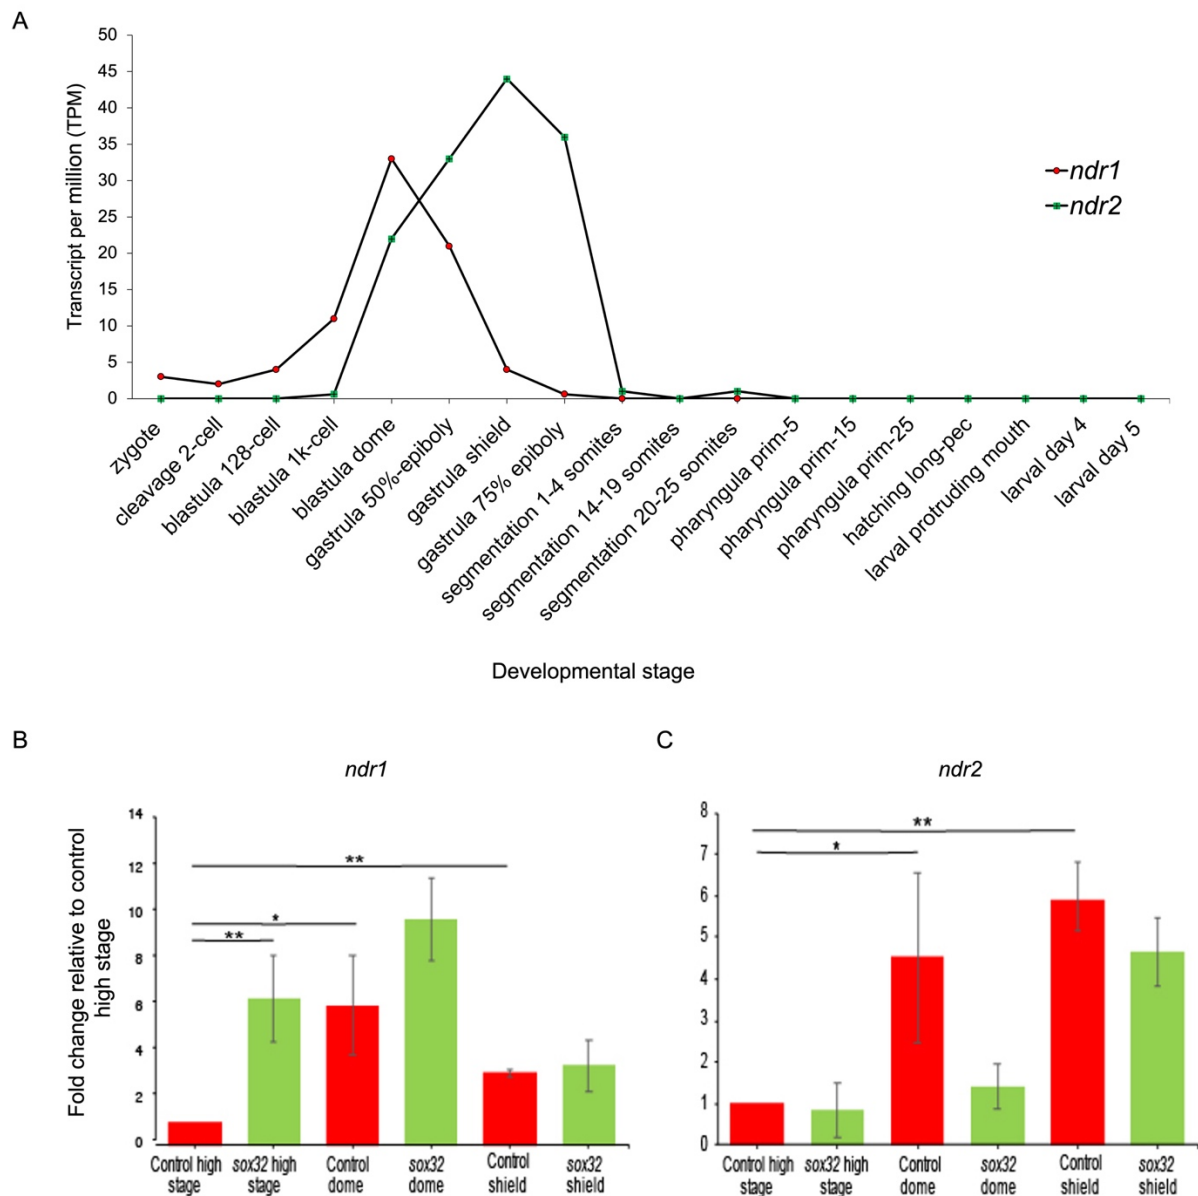 A
Transcript per million (TPM)
50
45
40
35
30
25
20
15
10
5
0
ndr1
ndr2
zygote
cleavage 2-cell
blastula 128-cell
blastula 1k-cell
blastula dome
gastrula 50%-epiboly
gastrula shield
gastrula 75% epiboly
segmentation 1-4 somites
segmentation 14-19 somites
segmentation 20-25 somites
pharyngula prim-5
pharyngula prim-15
pharyngula prim-25
hatching long-pec
larval protruding mouth
larval day 4
larval day 5
Developmental stage
B
ndr1
Fold change relative to control
high stage
14
12
10
8
6
4
2
0
**
*
**
Control high
stage
sox32 high
stage
Control
dome
sox32
dome
Control
shield
sox32
shield
C
ndr2
8
7
6
5
4
3
2
1
0
**
*
Control high
stage
sox32 high
stage
Control
dome
sox32
dome
Control
shield
sox32
shield